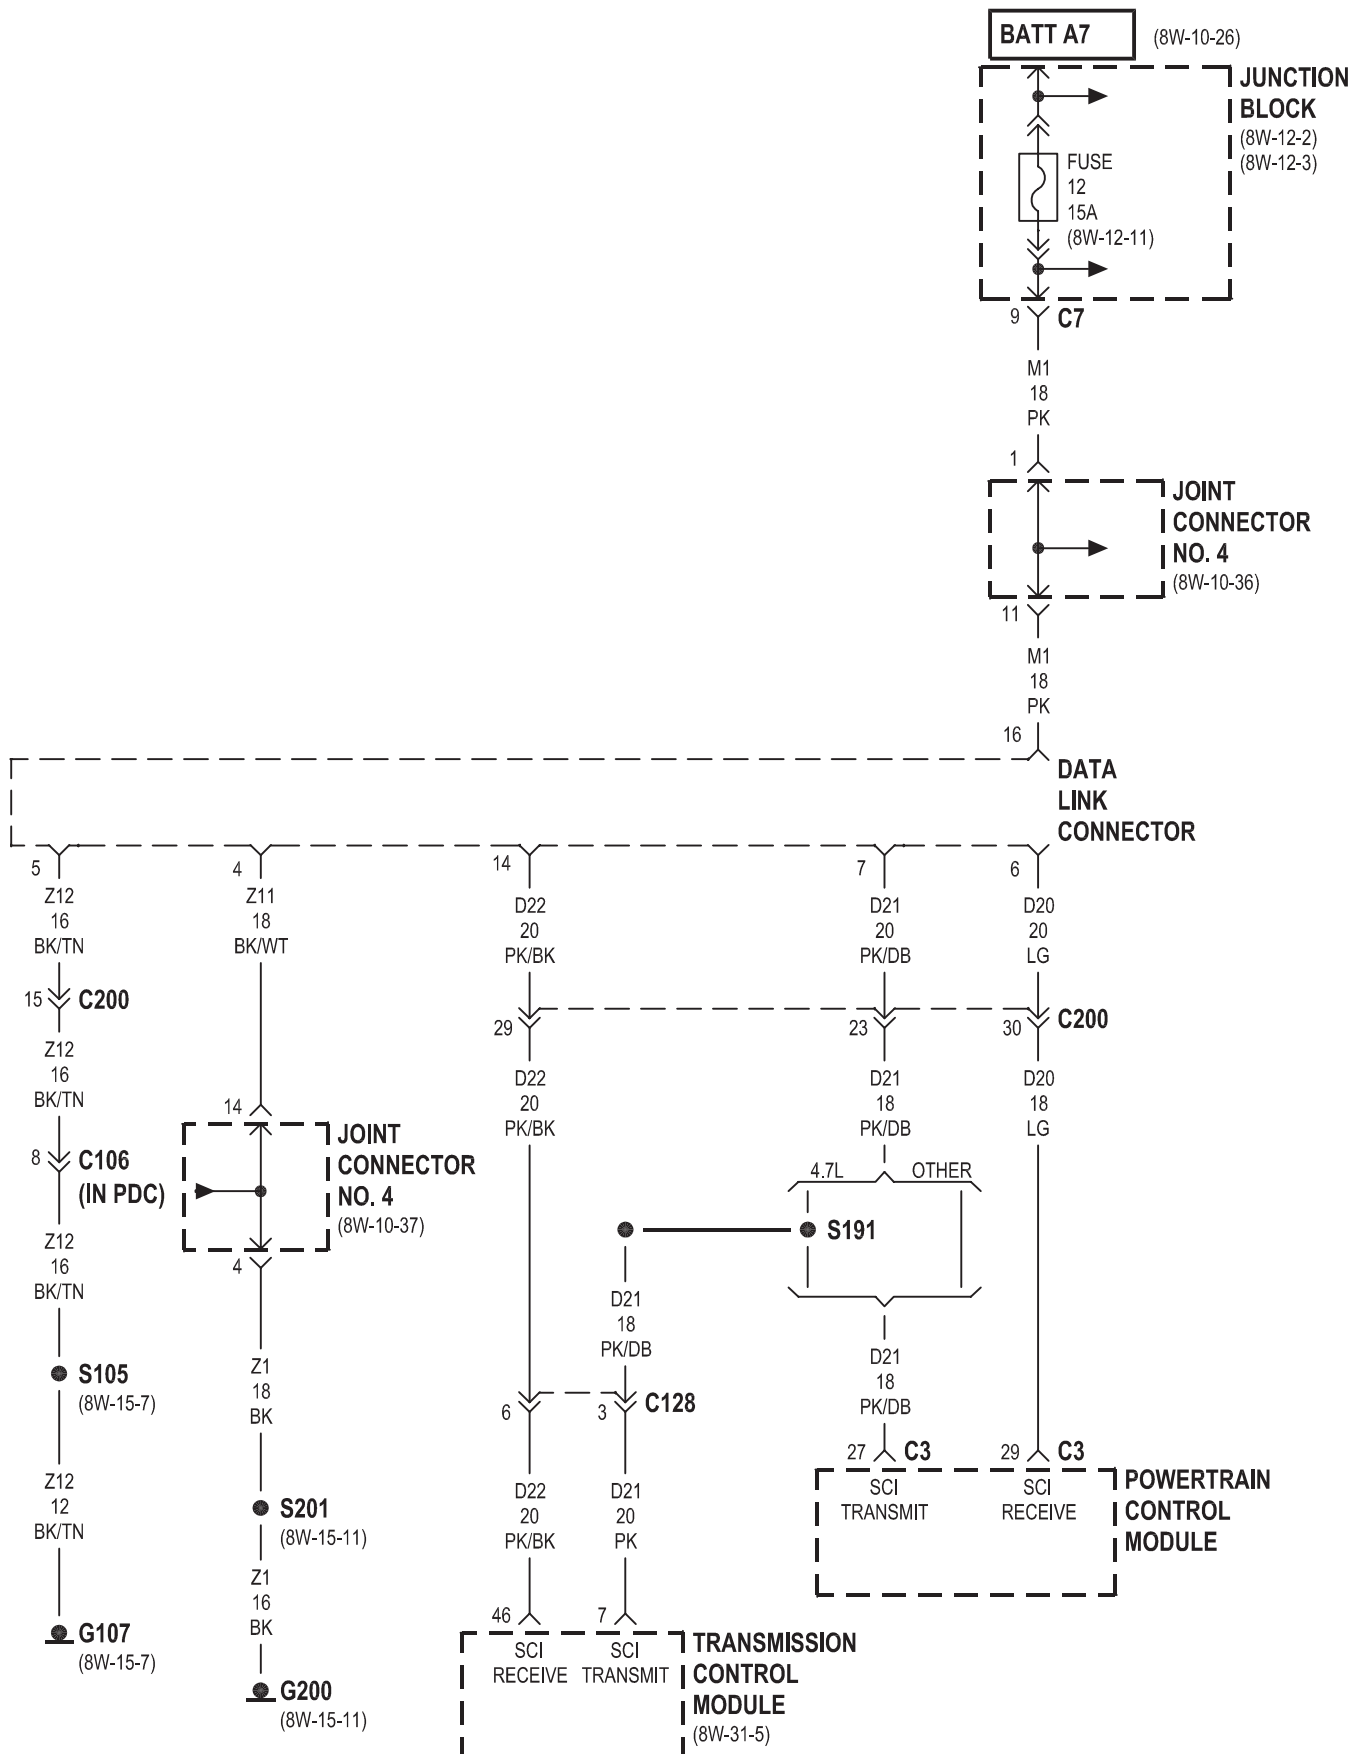 BATT A7 (8W-10-26)
JUNCTION
BLOCK
(8W-12-2)
(8W-12-3)
FUSE
12
15A
(8W-12-11)
9 C7
M1
18
PK
1
JOINT
CONNECTOR
NO. 4
(8W-10-36)
11
M1
18
PK
16
DATA
LINK
CONNECTOR
5 4 14 7 6
Z12
16
BK/TN
Z11
18
BK/WT
D22
20
PK/BK
D21
20
PK/DB
D20
20
LG
15 C200
29 23 30 C200
Z12
16
BK/TN
D22
20
PK/BK
D21
18
PK/DB
D20
18
LG
14
JOINT
CONNECTOR
NO. 4
(8W-10-37)
4
8 C106
(IN PDC)
4.7L OTHER
S191
Z12
16
BK/TN
D21
18
PK/DB
D21
18
PK/DB
S105
(8W-15-7)
Z1
18
BK
6 3 C128
27 C3 29 C3
SCI
TRANSMIT
SCI
RECEIVE
POWERTRAIN
CONTROL
MODULE
Z12
12
BK/TN
S201
(8W-15-11)
D22
20
PK/BK
D21
20
PK
Z1
16
BK
G107
(8W-15-7)
G200
(8W-15-11)
46 7
SCI
RECEIVE
SCI
TRANSMIT
TRANSMISSION
CONTROL
MODULE
(8W-31-5)